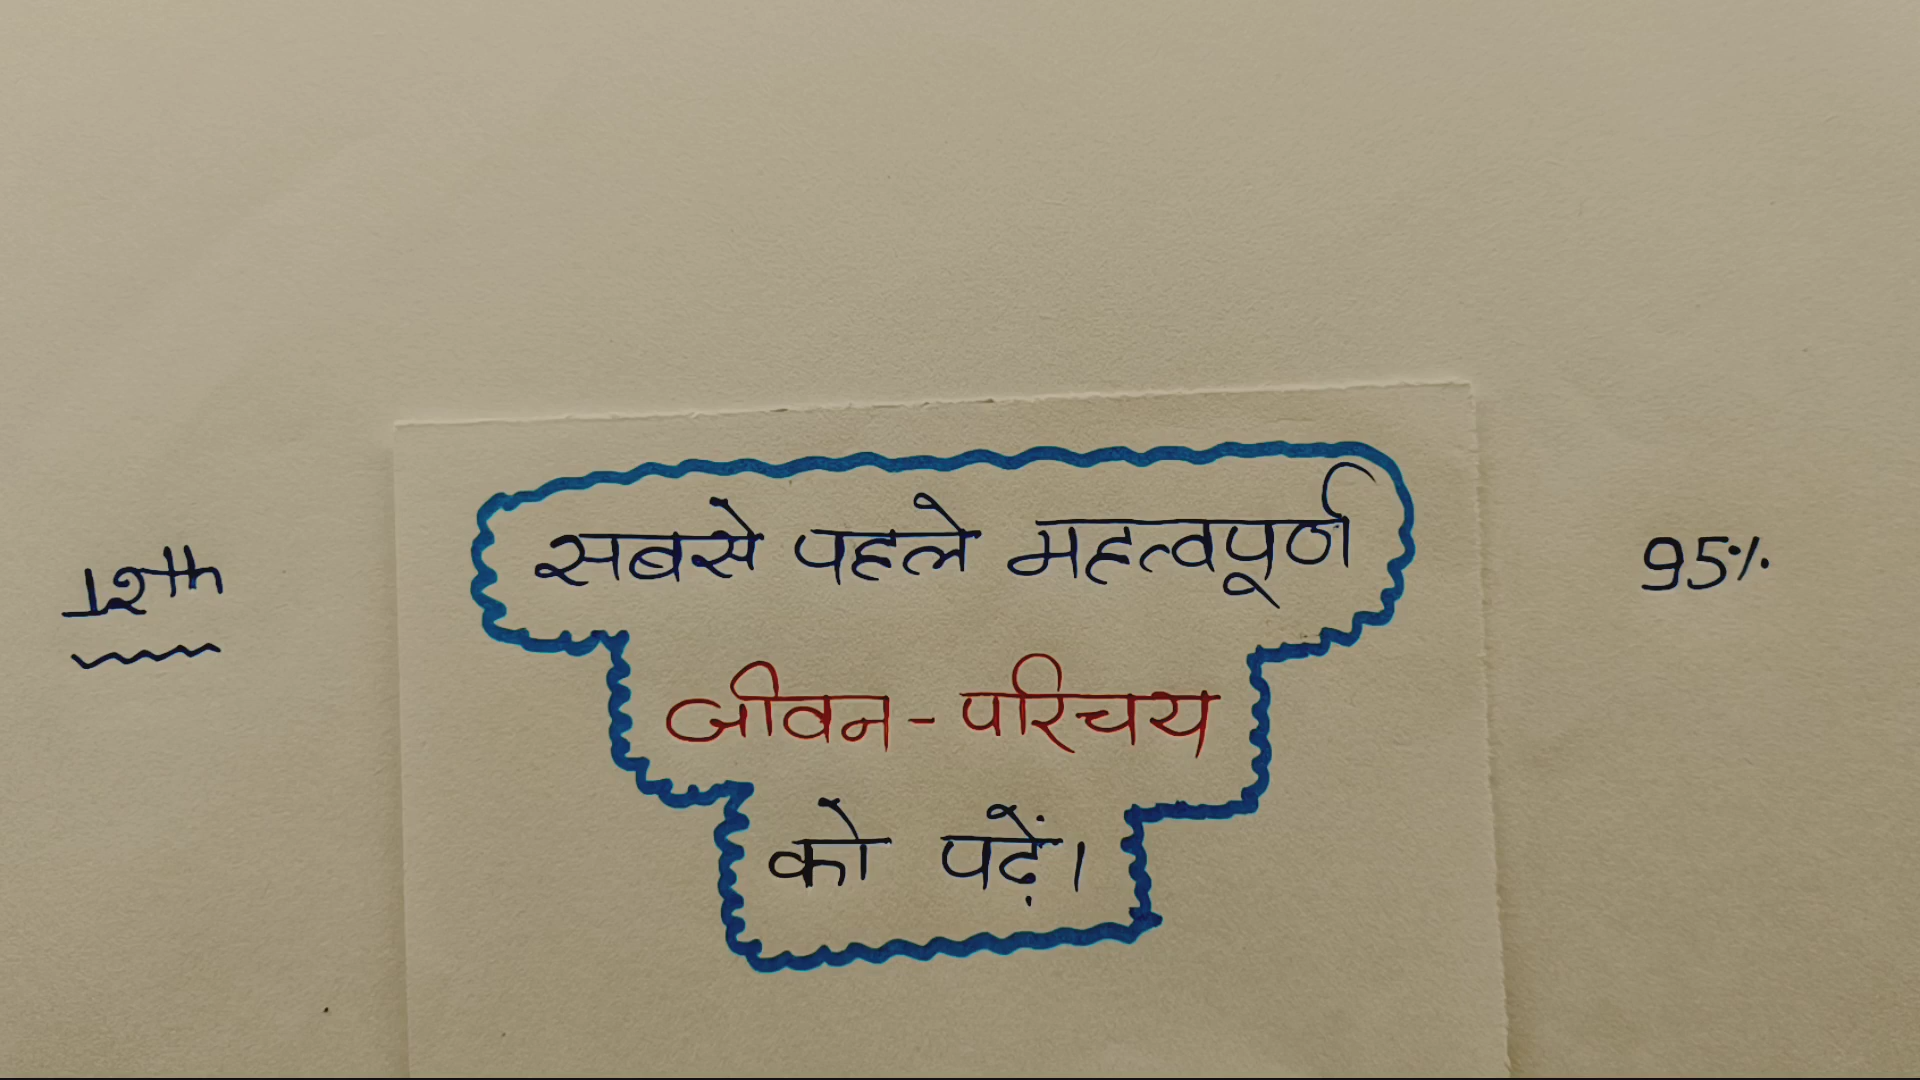 सबसे पहले महत्वपूर्ण
12th
95%
जीवन-परिचय
को पढ़ें।